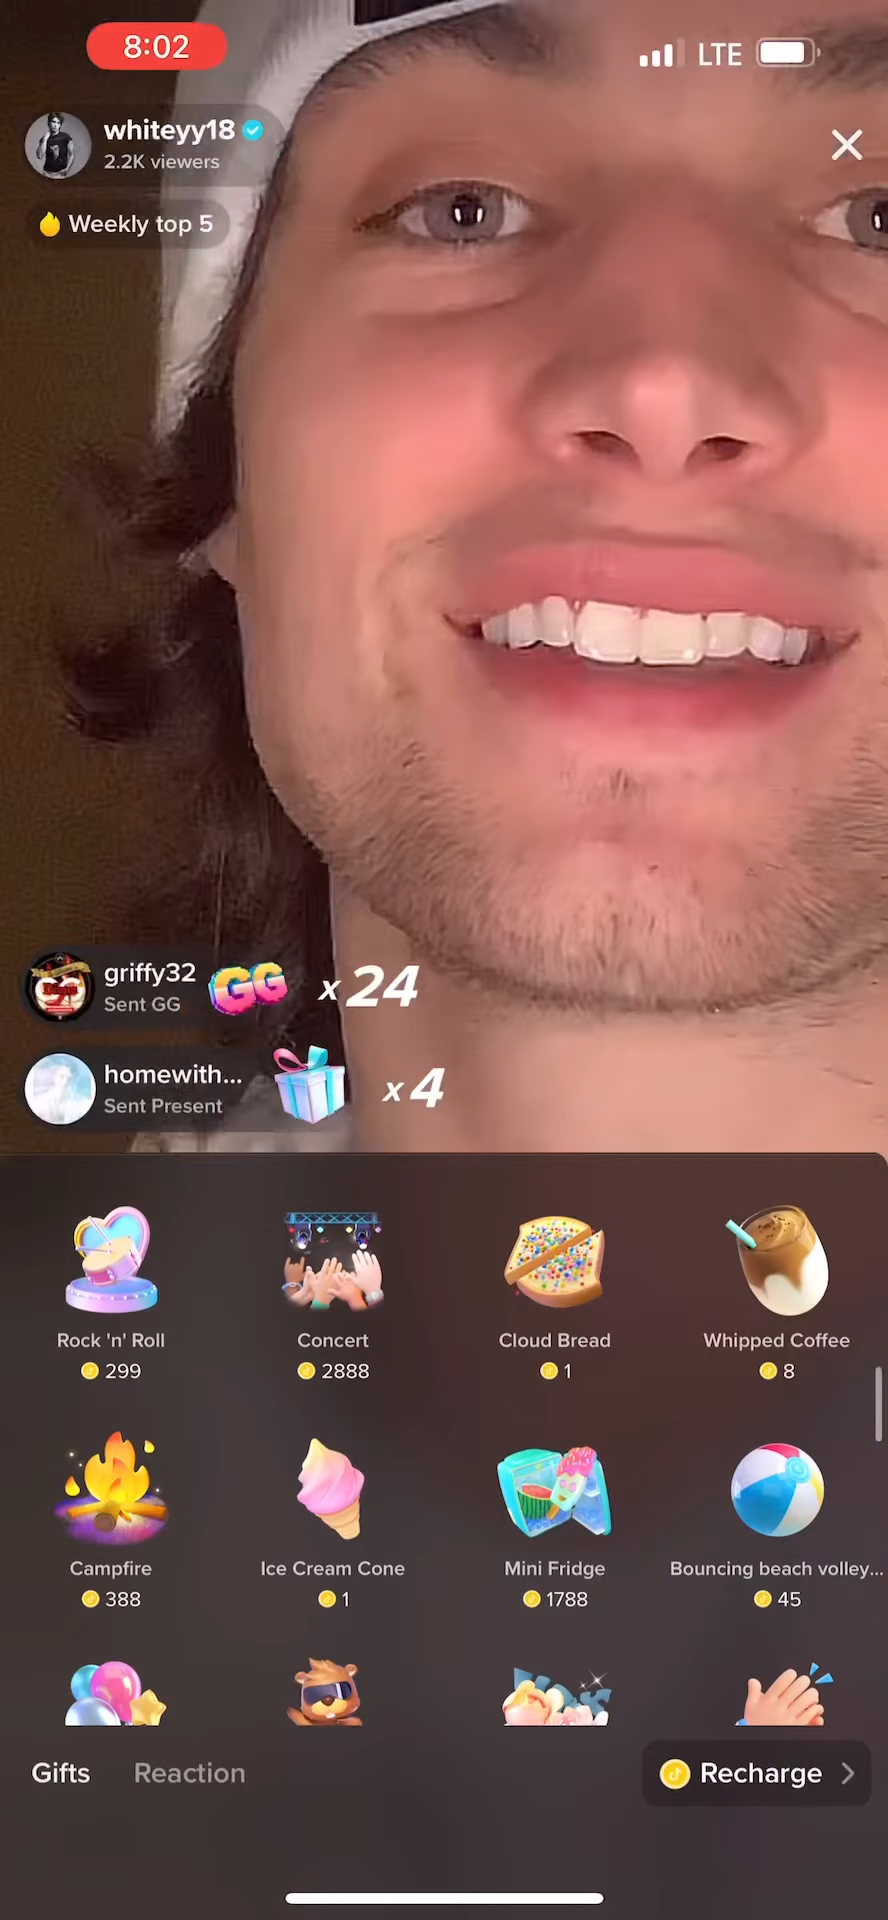 8:02
LTE
whiteyy18
2.2K viewers
Weekly top 5
griffy32
Sent GG
GG
x 24
homewith...
Sent Present
x 4
Rock 'n' Roll
299
Concert
2888
Cloud Bread
1
Whipped Coffee
8
Campfire
388
Ice Cream Cone
1
Mini Fridge
1788
Bouncing beach volley...
45
Gifts
Reaction
Recharge